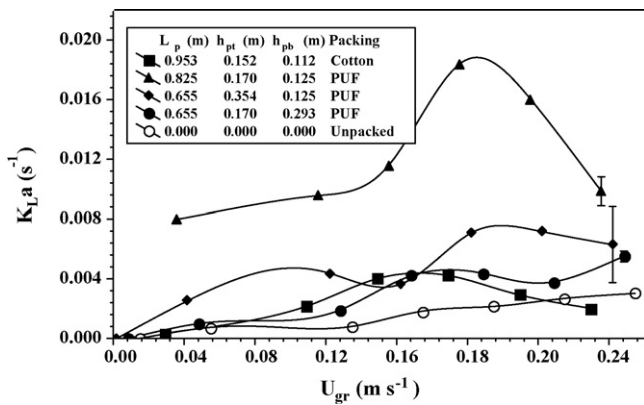 0.020
0.016
0.012
0.008
0.004
0.000
K_L a (s⁻¹)
L_p (m) h_pt (m) h_pb (m) Packing
0.953 0.152 0.112 Cotton
0.825 0.170 0.125 PUF
0.655 0.354 0.125 PUF
0.655 0.170 0.293 PUF
0.000 0.000 0.000 Unpacked
0.00 0.04 0.08 0.12 0.16 0.18 0.20 0.24
U_gr (m s⁻¹)